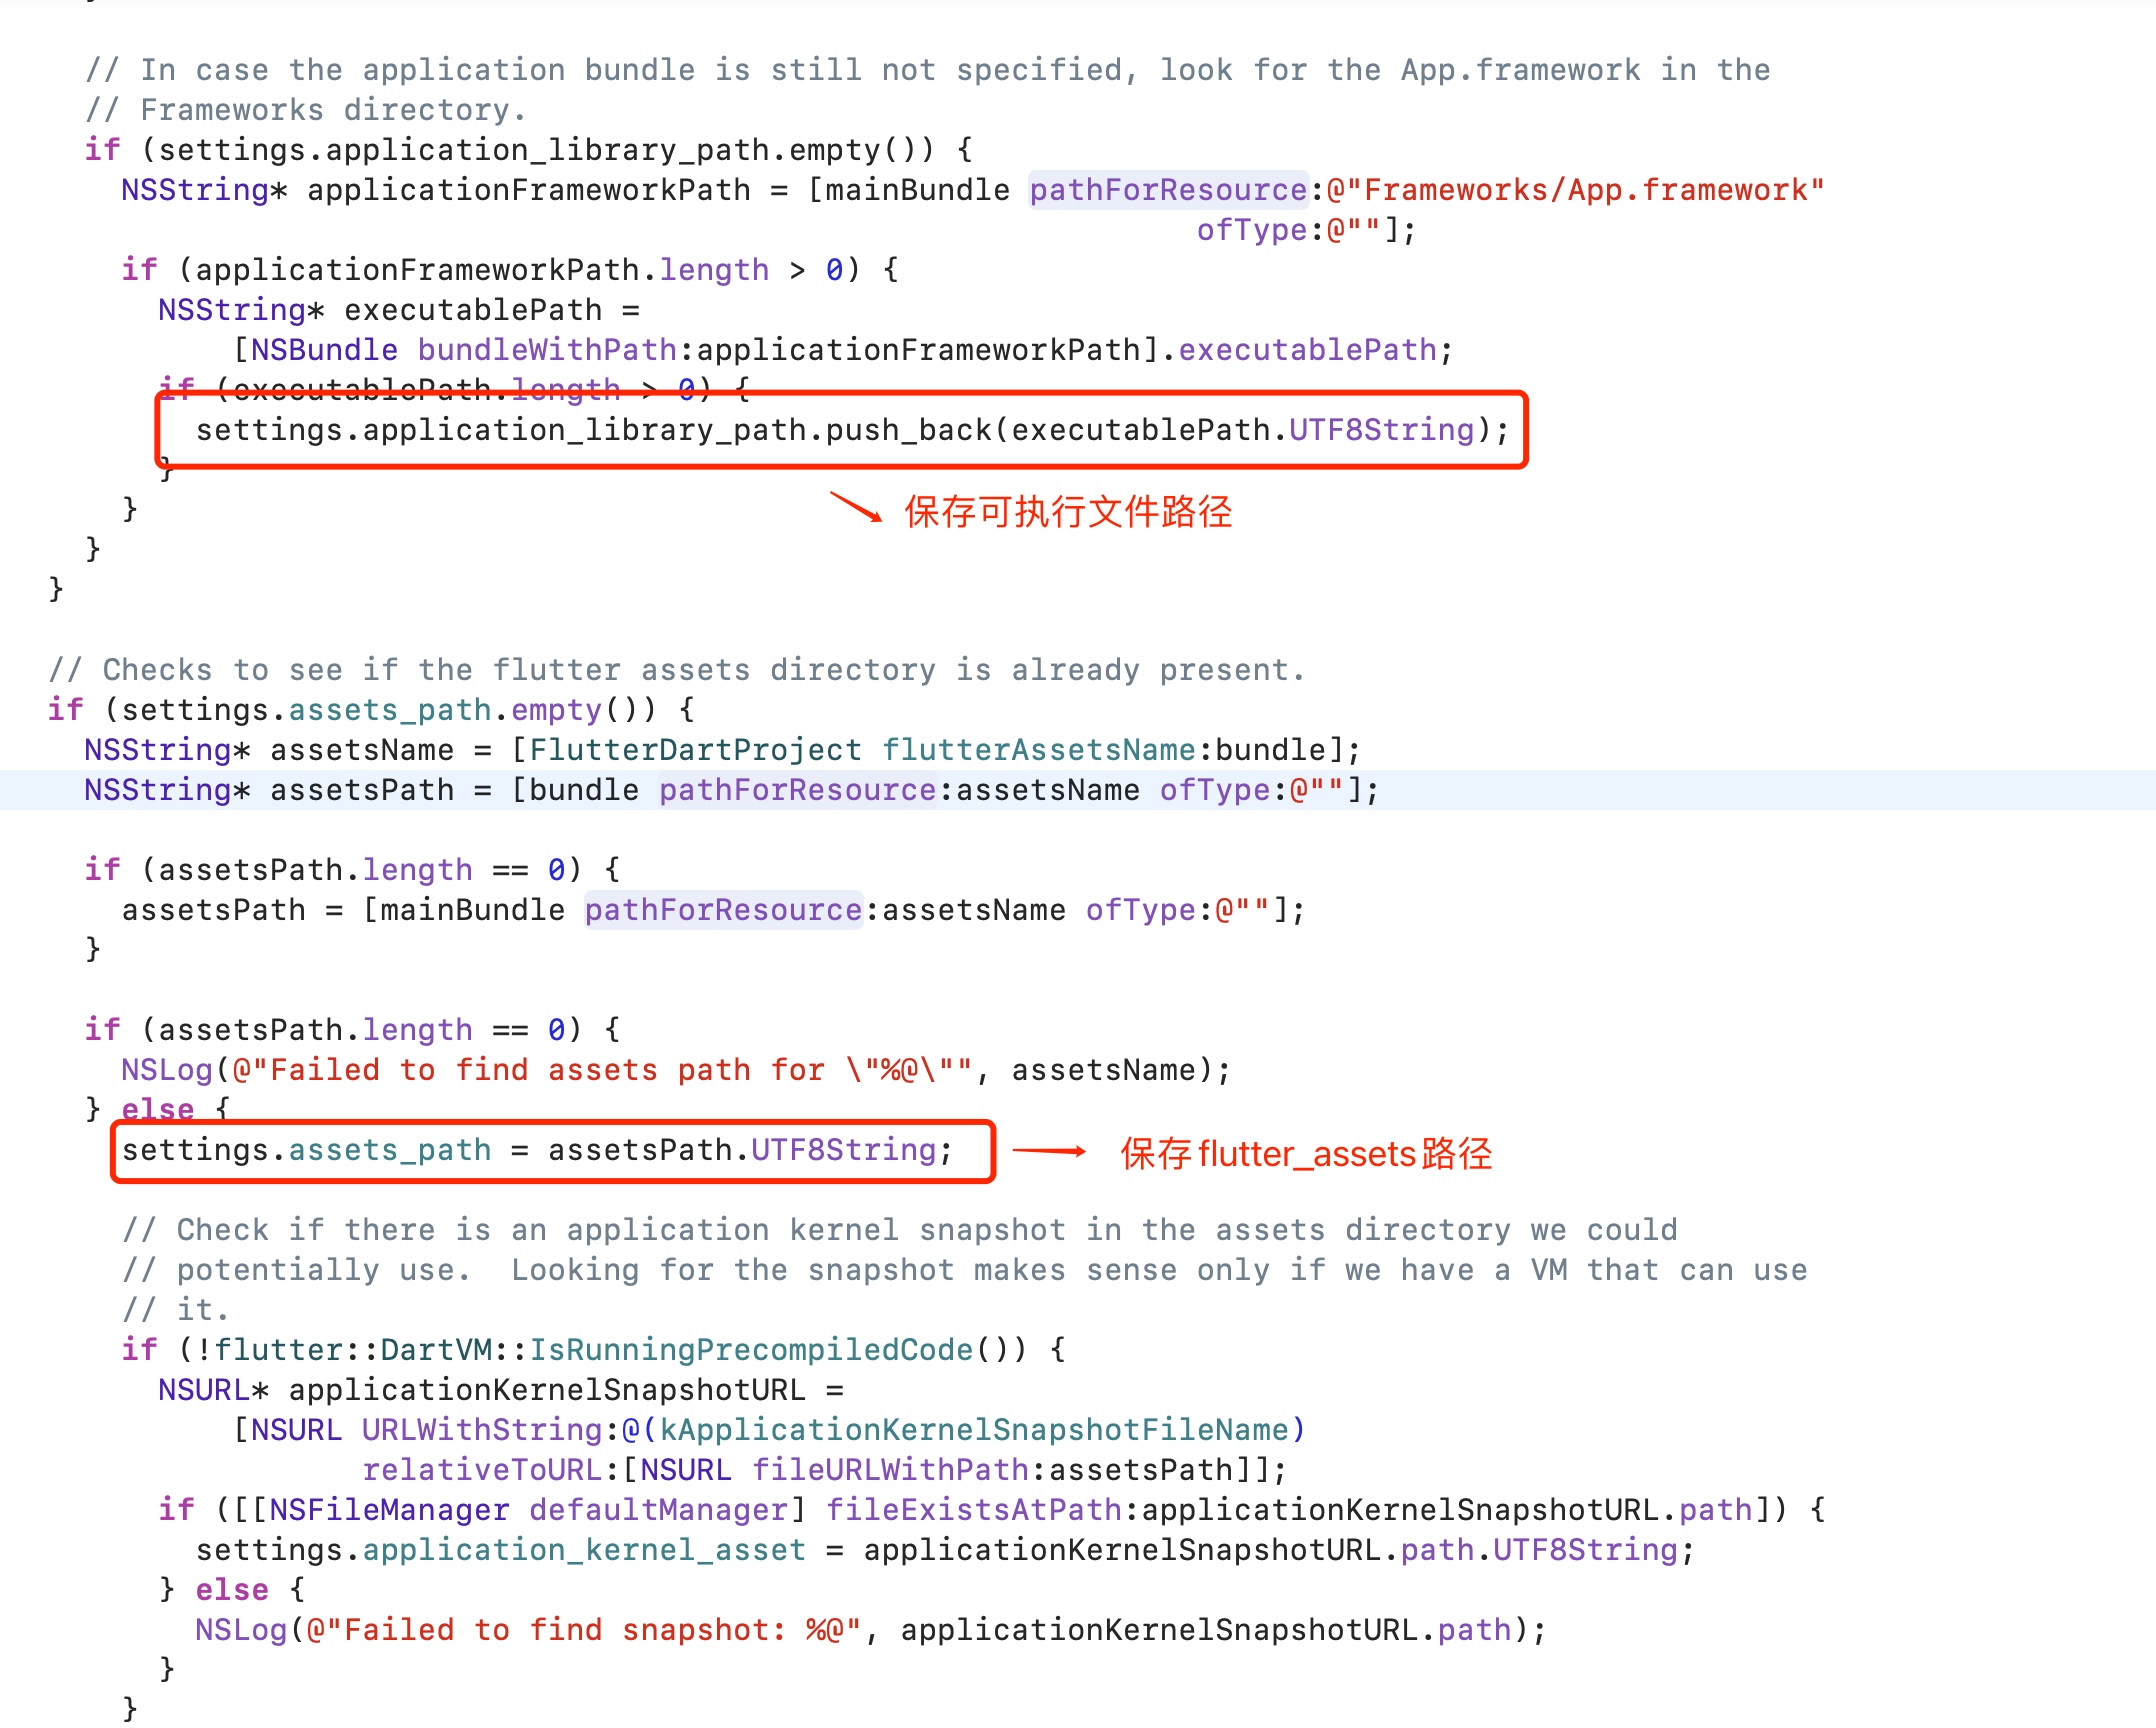 }
// In case the application bundle is still not specified, look for the App.framework in the
// Frameworks directory.
if (settings.application_library_path.empty()) {
NSString* applicationFrameworkPath = [mainBundle pathForResource:@"Frameworks/App.framework"
ofType:@""];
if (applicationFrameworkPath.length > 0) {
NSString* executablePath =
[NSBundle bundleWithPath:applicationFrameworkPath].executablePath;
if (executablePath.length > 0) {
settings.application_library_path.push_back(executablePath.UTF8String);
}
保存可执行文件路径
}
}
}
// Checks to see if the flutter assets directory is already present.
if (settings.assets_path.empty()) {
NSString* assetsName = [FlutterDartProject flutterAssetsName:bundle];
NSString* assetsPath = [bundle pathForResource:assetsName ofType:@""];
if (assetsPath.length == 0) {
assetsPath = [mainBundle pathForResource:assetsName ofType:@""];
}
if (assetsPath.length == 0) {
NSLog(@"Failed to find assets path for \"%@\"", assetsName);
} else {
settings.assets_path = assetsPath.UTF8String;
保存flutter_assets路径
// Check if there is an application kernel snapshot in the assets directory we could
// potentially use.  Looking for the snapshot makes sense only if we have a VM that can use
// it.
if (!flutter::DartVM::IsRunningPrecompiledCode()) {
NSURL* applicationKernelSnapshotURL =
[NSURL URLWithString:@(kApplicationKernelSnapshotFileName)
relativeToURL:[NSURL fileURLWithPath:assetsPath]];
if ([[NSFileManager defaultManager] fileExistsAtPath:applicationKernelSnapshotURL.path]) {
settings.application_kernel_asset = applicationKernelSnapshotURL.path.UTF8String;
} else {
NSLog(@"Failed to find snapshot: %@", applicationKernelSnapshotURL.path);
}
}